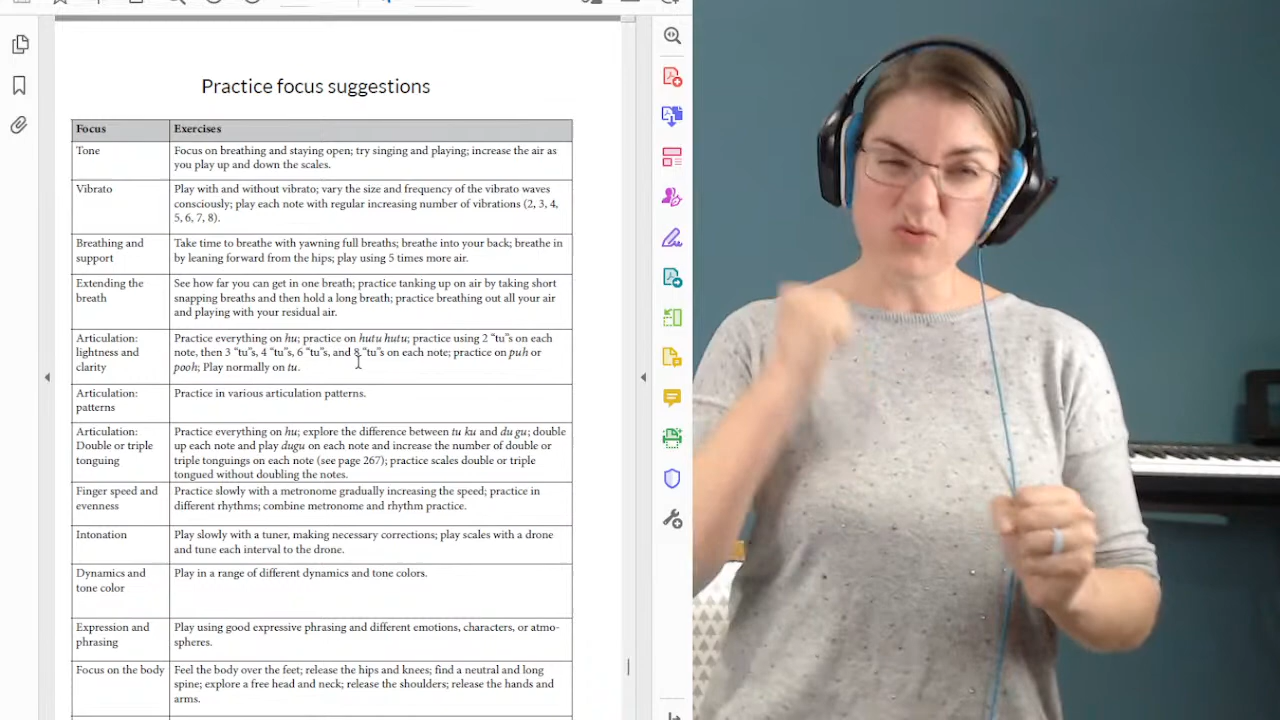 Practice focus suggestions
Focus Exercises
Tone Focus on breathing and staying open; try singing and playing; increase the air as
you play up and down the scales.
Vibrato Play with and without vibrato; vary the size and frequency of the vibrato waves
consciously; play each note with regular increasing number of vibrations (2, 3, 4,
5, 6, 7, 8).
Breathing and Take time to breathe with yawning full breaths; breathe into your back; breathe in
support by leaning forward from the hips; play using 5 times more air.
Extending the See how far you can get in one breath; practice tanking up on air by taking short
breath snapping breaths and then hold a long breath; practice breathing out all your air
and playing with your residual air.
Articulation: Practice everything on hu; practice on hutu hutu; practice using 2 “tu”s on each
lightness and note, then 3 “tu”s, 4 “tu”s, 6 “tu”s, and 8 “tu”s on each note; practice on puh or
clarity pooh; Play normally on tu.
Articulation: Practice in various articulation patterns.
patterns
Articulation: Practice everything on hu; explore the difference between tu ku and du gu; double
Double or triple up each note and play dugu on each note and increase the number of double or
tonguing triple tonguings on each note (see page 267); practice scales double or triple
tongued without doubling the notes.
Finger speed and Practice slowly with a metronome gradually increasing the speed; practice in
evenness different rhythms; combine metronome and rhythm practice.
Intonation Play slowly with a tuner, making necessary corrections; play scales with a drone
and tune each interval to the drone.
Dynamics and Play in a range of different dynamics and tone colors.
tone color
Expression and Play using good expressive phrasing and different emotions, characters, or atmo-
phrasing spheres.
Focus on the body Feel the body over the feet; release the hips and knees; find a neutral and long
spine; explore a free head and neck; release the shoulders; release the hands and
arms.